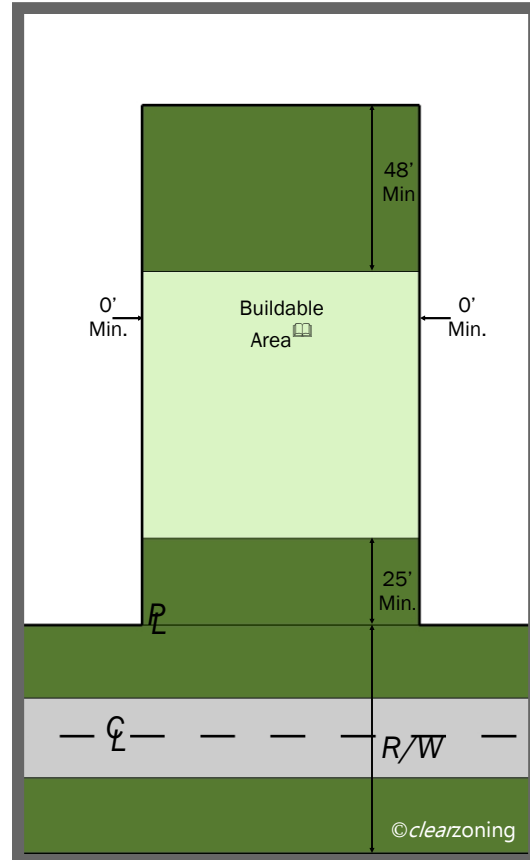 48’
Min
0’
Min.
Buildable
Area
0’
Min.
25’
Min.
PL
CL
R/W
©clearzoning